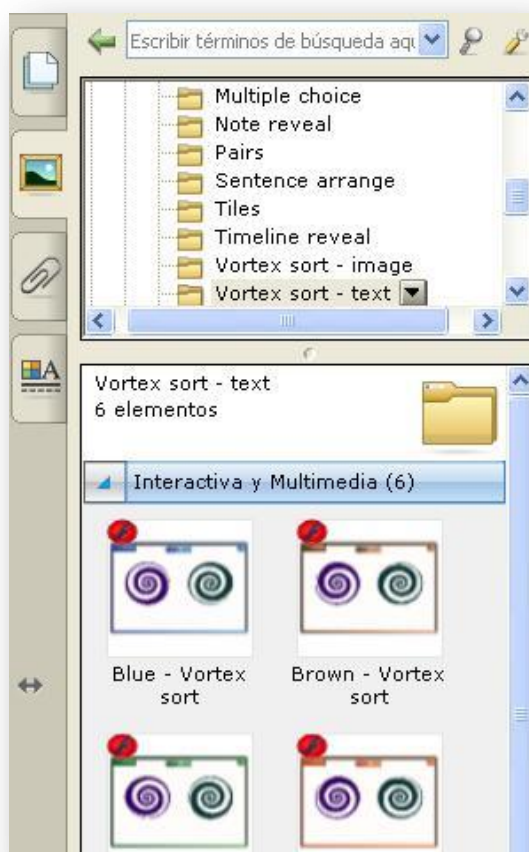 Escribir términos de búsqueda aqu
Multiple choice
Note reveal
Pairs
Sentence arrange
Tiles
Timeline reveal
Vortex sort - image
Vortex sort - text
A
Vortex sort - text
6 elementos
Interactiva y Multimedia (6)
Blue - Vortex
sort
Brown - Vortex
sort